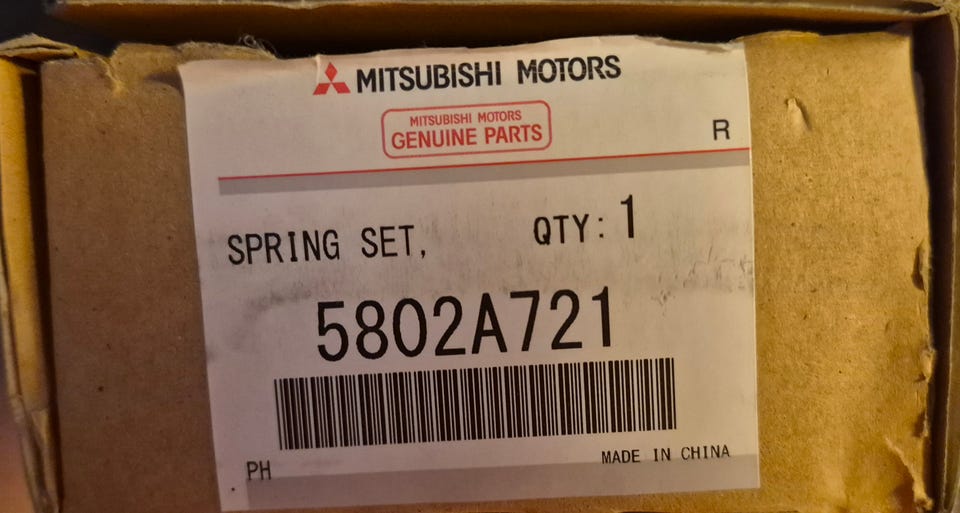 MITSUBISHI MOTORS
MITSUBISHI MOTORS
GENUINE PARTS
R
SPRING SET, QTY: 1
5802A721
PH MADE IN CHINA